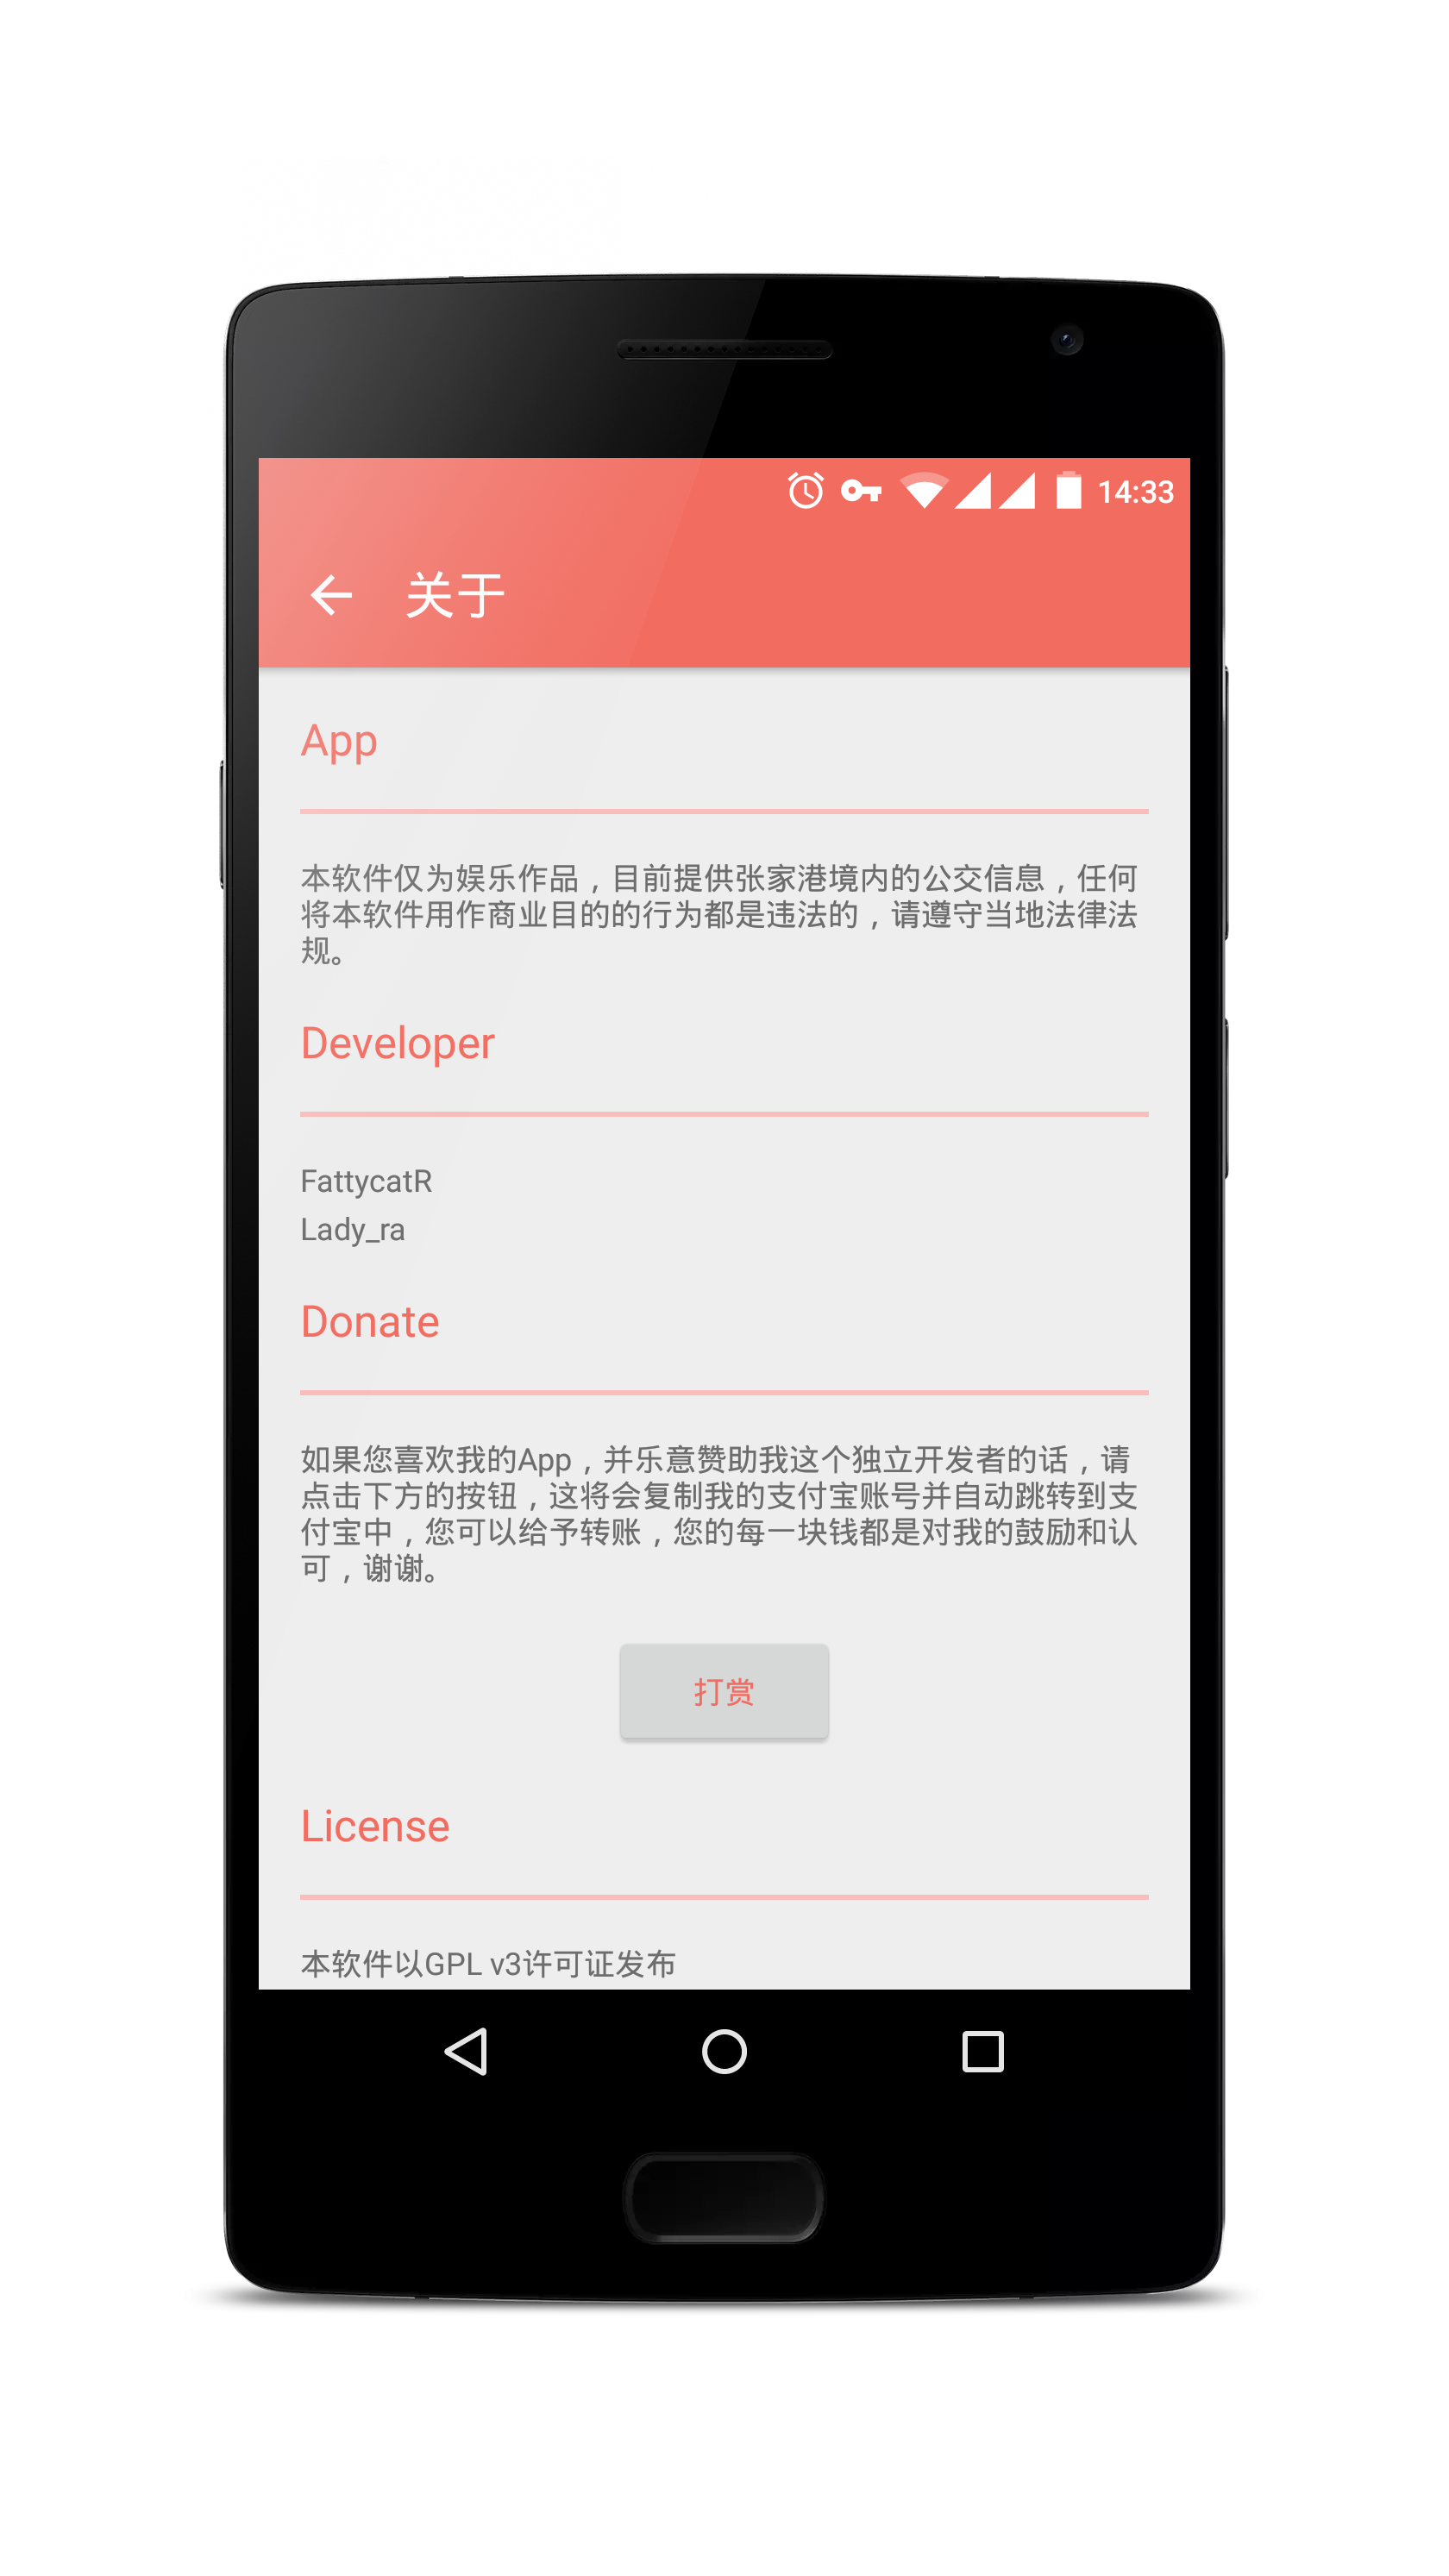 14:33
关于
App
本软件仅为娱乐作品，目前提供张家港境内的公交信息，任何
将本软件用作商业目的的行为都是违法的，请遵守当地法律法
规。
Developer
FattycatR
Lady_ra
Donate
如果您喜欢我的App，并乐意赞助我这个独立开发者的话，请
点击下方的按钮，这将会复制我的支付宝账号并自动跳转到支
付宝中，您可以给予转账，您的每一块钱都是对我的鼓励和认
可，谢谢。
打赏
License
本软件以GPL v3许可证发布